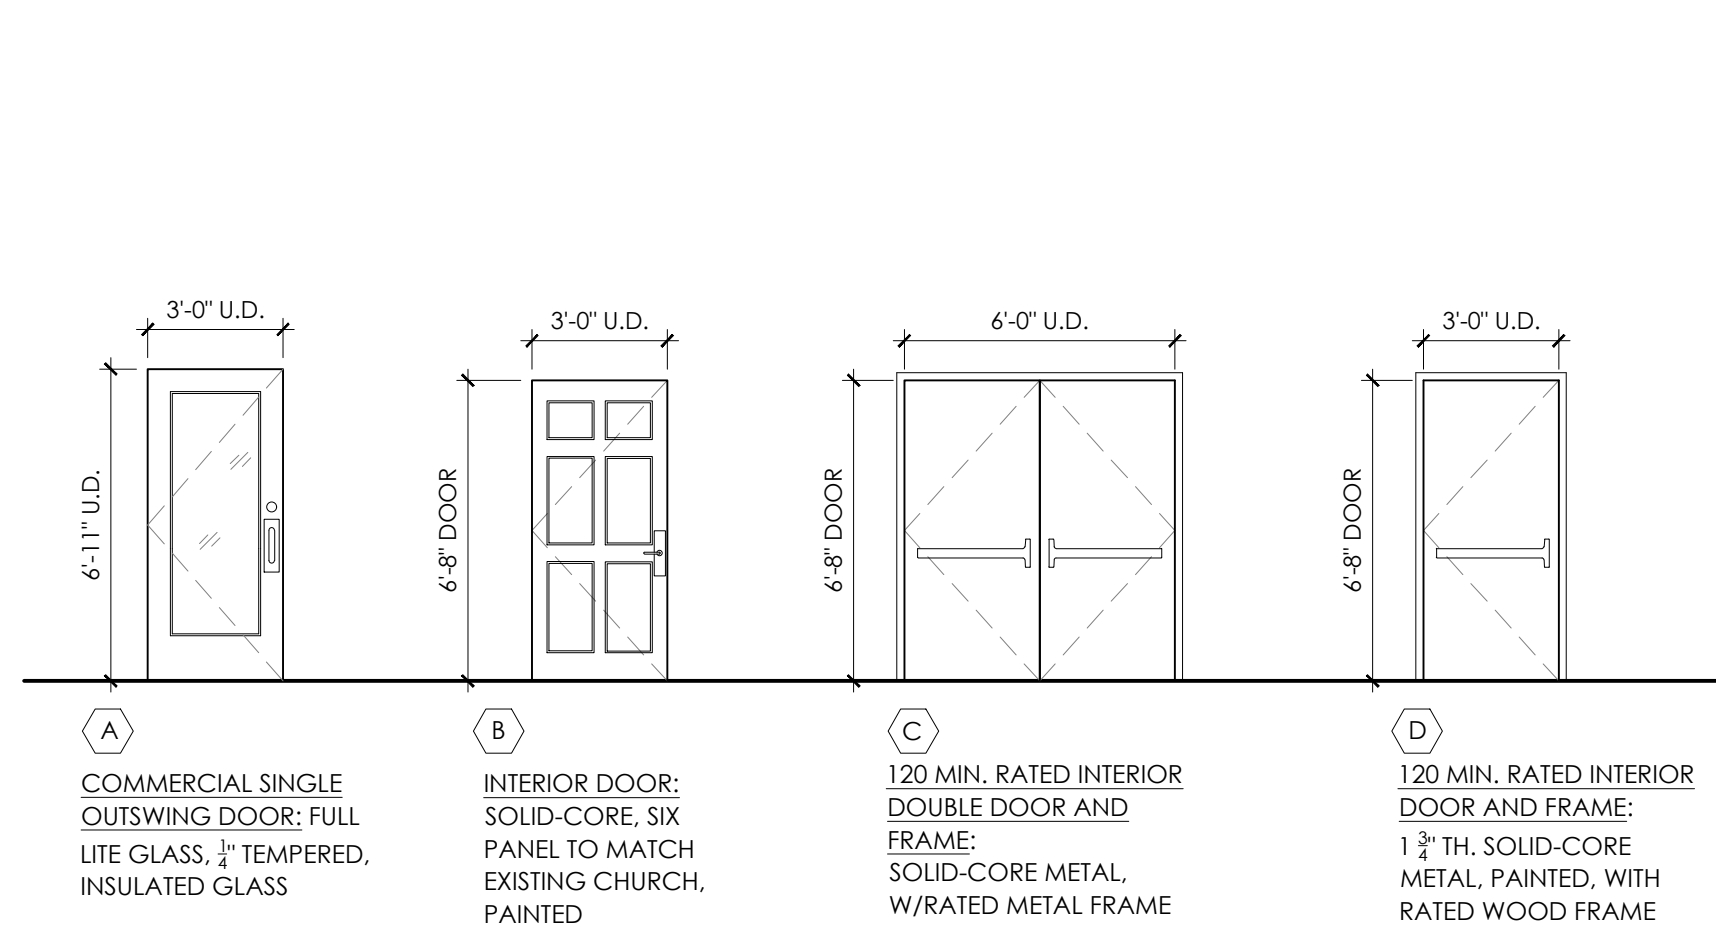 3'-0" U.D.
6'-11" U.D.
A
COMMERCIAL SINGLE
OUTSWING DOOR: FULL
LITE GLASS, 1/4" TEMPERED,
INSULATED GLASS
3'-0" U.D.
6'-8" DOOR
B
INTERIOR DOOR:
SOLID-CORE, SIX
PANEL TO MATCH
EXISTING CHURCH,
PAINTED
6'-0" U.D.
6'-8" DOOR
C
120 MIN. RATED INTERIOR
DOUBLE DOOR AND
FRAME:
SOLID-CORE METAL,
W/RATED METAL FRAME
3'-0" U.D.
6'-8" DOOR
D
120 MIN. RATED INTERIOR
DOOR AND FRAME:
1 3/4" TH. SOLID-CORE
METAL, PAINTED, WITH
RATED WOOD FRAME